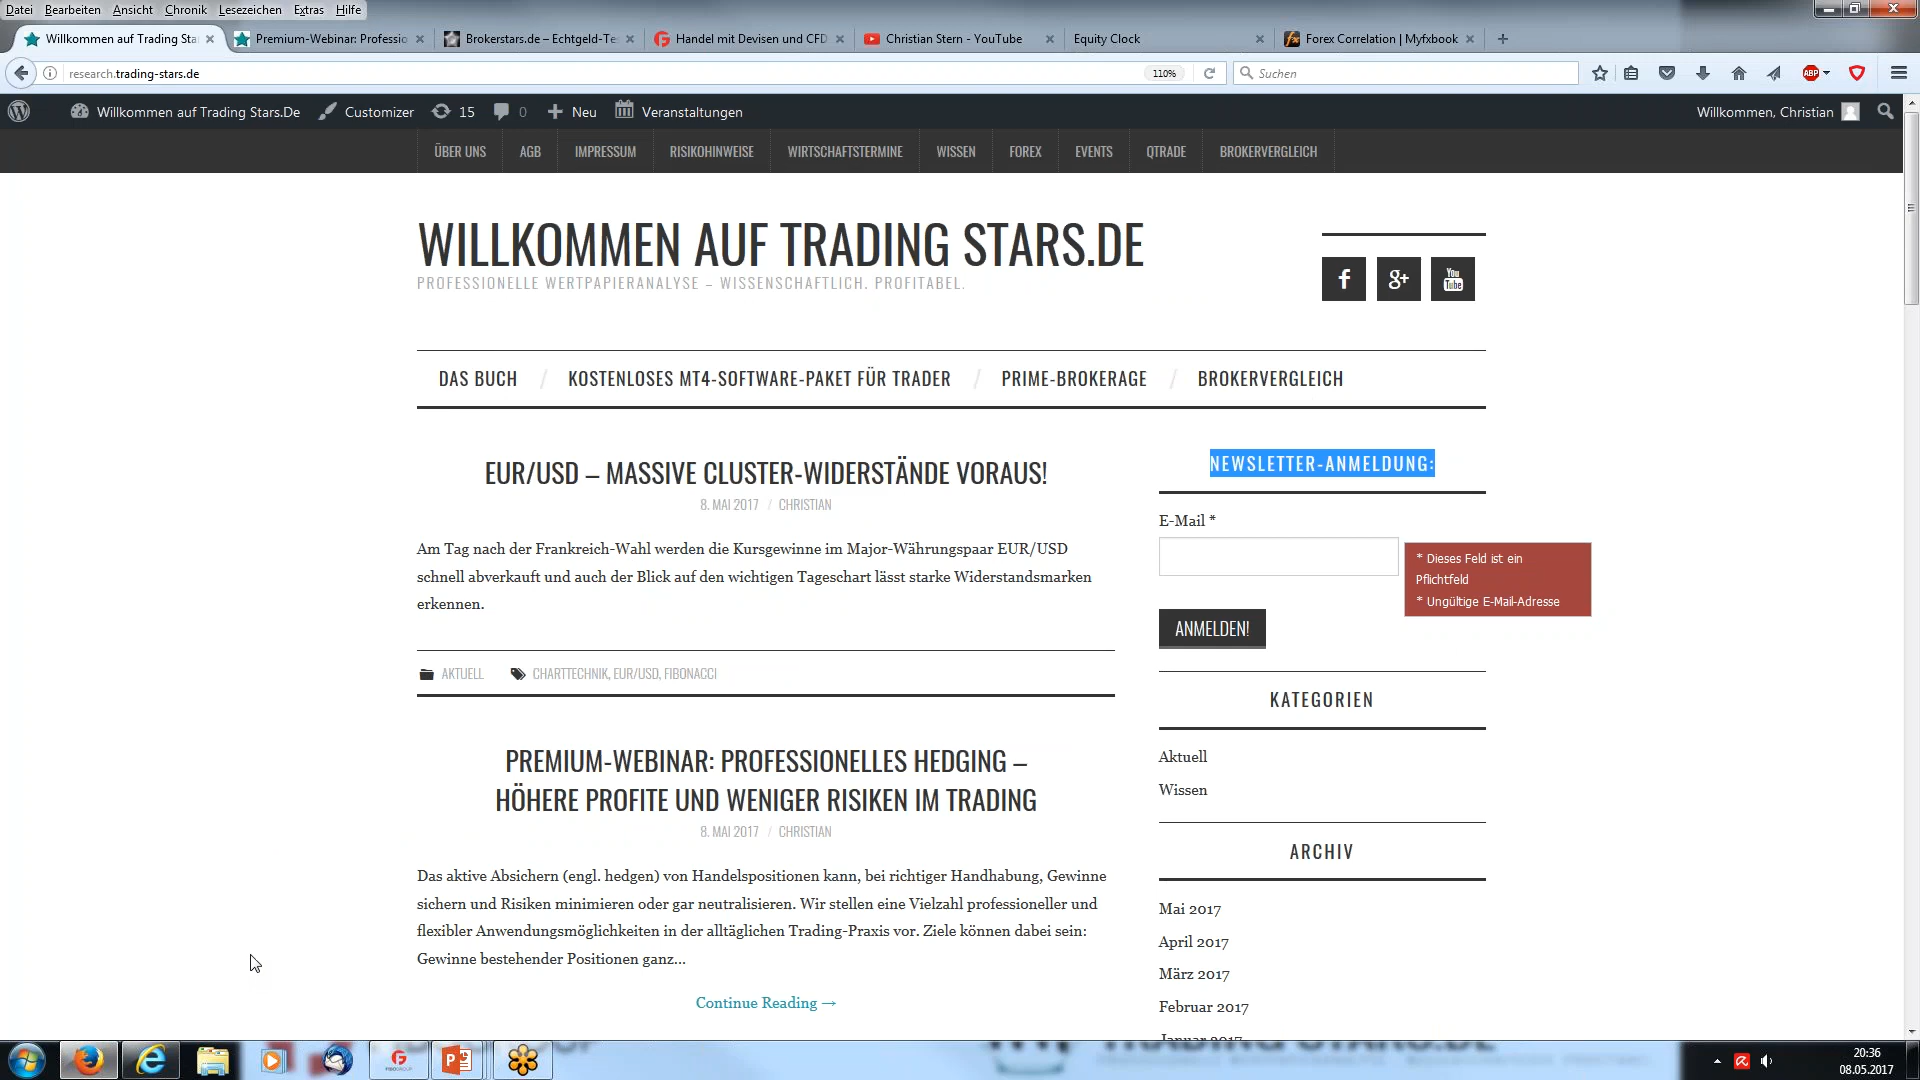 Datei Bearbeiten Ansicht Chronik Lesezeichen Extras Hilfe
Willkommen auf Trading Sta
Premium-Webinar: Professio
Brokerstars.de – Echtgeld-Te
Handel mit Devisen und CFD
Christian Stern - YouTube
Equity Clock
Forex Correlation | Myfxbook
research.trading-stars.de
110%
Suchen
ABP
Willkommen auf Trading Stars.De
Customizer
15
0
Neu
Veranstaltungen
Willkommen, Christian
ÜBER UNS
AGB
IMPRESSUM
RISIKOHINWEISE
WIRTSCHAFTSTERMINE
WISSEN
FOREX
EVENTS
QTRADE
BROKERVERGLEICH
WILLKOMMEN AUF TRADING STARS.DE
PROFESSIONELLE WERTPAPIERANALYSE – WISSENSCHAFTLICH. PROFITABEL.
f
g+
You Tube
DAS BUCH / KOSTENLOSES MT4-SOFTWARE-PAKET FÜR TRADER / PRIME-BROKERAGE / BROKERVERGLEICH
EUR/USD – MASSIVE CLUSTER-WIDERSTÄNDE VORAUS!
8. MAI 2017 / CHRISTIAN
Am Tag nach der Frankreich-Wahl werden die Kursgewinne im Major-Währungspaar EUR/USD
schnell abverkauft und auch der Blick auf den wichtigen Tageschart lässt starke Widerstandsmarken
erkennen.
AKTUELL
CHARTTECHNIK, EUR/USD, FIBONACCI
PREMIUM-WEBINAR: PROFESSIONELLES HEDGING –
HÖHERE PROFITE UND WENIGER RISIKEN IM TRADING
8. MAI 2017 / CHRISTIAN
Das aktive Absichern (engl. hedgen) von Handelspositionen kann, bei richtiger Handhabung, Gewinne
sichern und Risiken minimieren oder gar neutralisieren. Wir stellen eine Vielzahl professioneller und
flexibler Anwendungsmöglichkeiten in der alltäglichen Trading-Praxis vor. Ziele können dabei sein:
Gewinne bestehender Positionen ganz...
Continue Reading →
NEWSLETTER-ANMELDUNG:
E-Mail *
* Dieses Feld ist ein
Pflichtfeld
* Ungültige E-Mail-Adresse
ANMELDEN!
KATEGORIEN
Aktuell
Wissen
ARCHIV
Mai 2017
April 2017
März 2017
Februar 2017
Januar 2017
20:36
08.05.2017